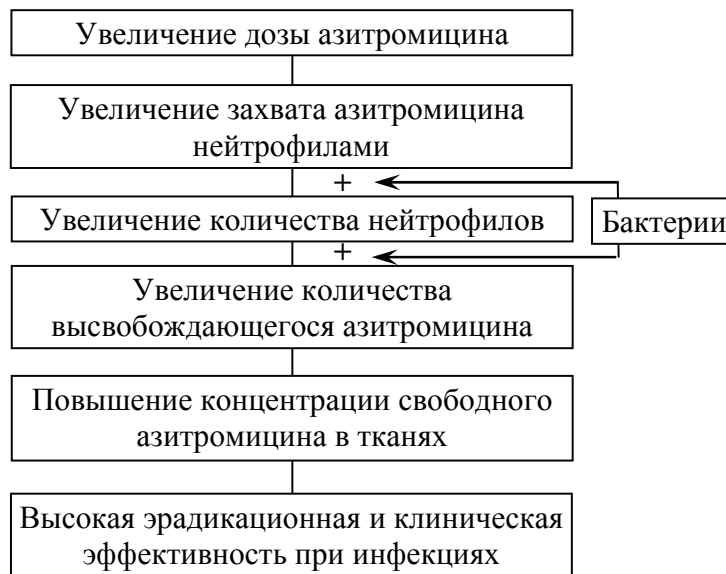 Увеличение дозы азитромицина
Увеличение захвата азитромицина
нейтрофилами
+
Увеличение количества нейтрофилов
Бактерии
+
Увеличение количества
высвобождающегося азитромицина
Повышение концентрации свободного
азитромицина в тканях
Высокая эрадикационная и клиническая
эффективность при инфекциях